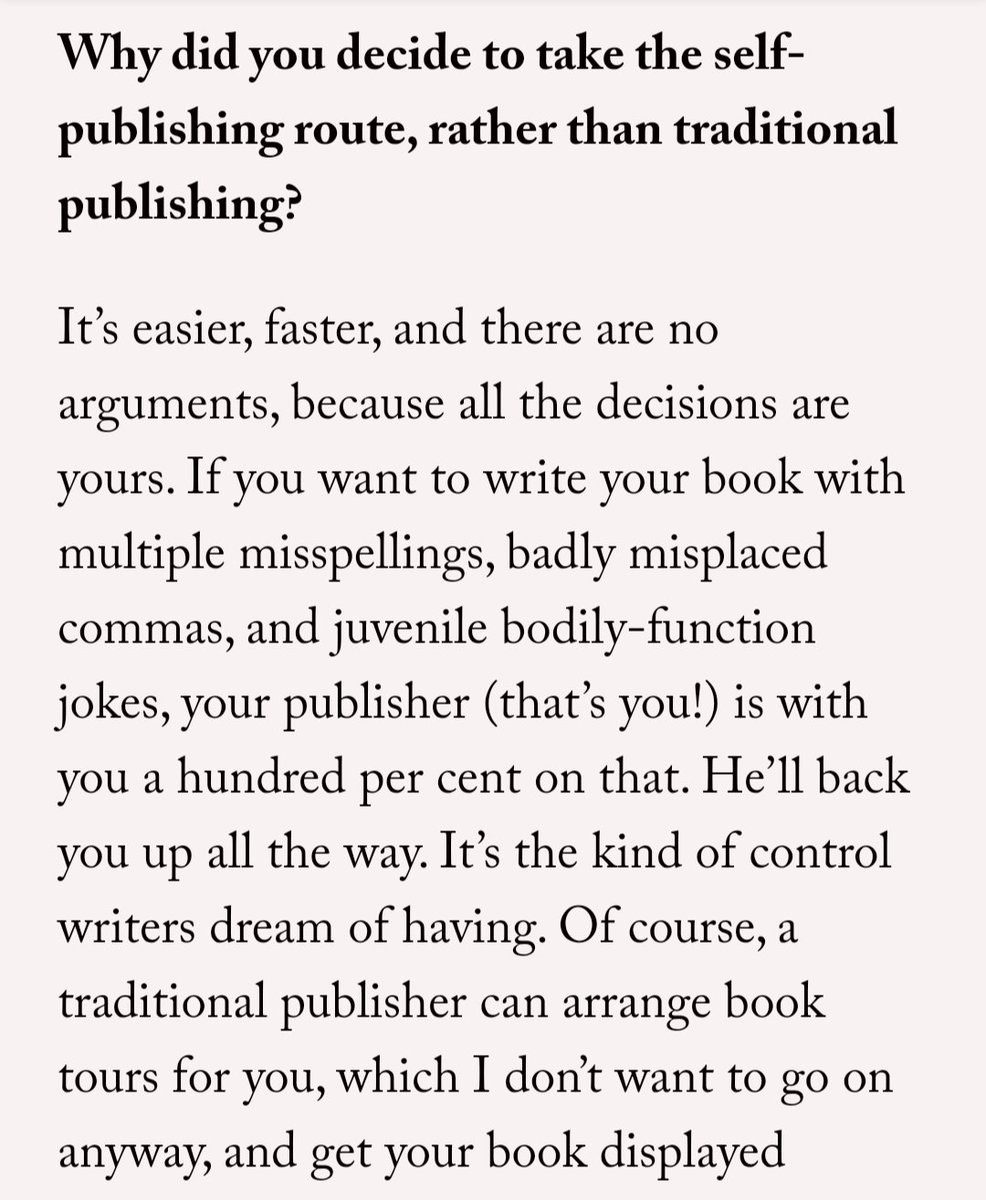 Why did you decide to take the self-
publishing route, rather than traditional
publishing?
It’s easier, faster, and there are no
arguments, because all the decisions are
yours. If you want to write your book with
multiple misspellings, badly misplaced
commas, and juvenile bodily-function
jokes, your publisher (that’s you!) is with
you a hundred per cent on that. He’ll back
you up all the way. It’s the kind of control
writers dream of having. Of course, a
traditional publisher can arrange book
tours for you, which I don’t want to go on
anyway, and get your book displayed